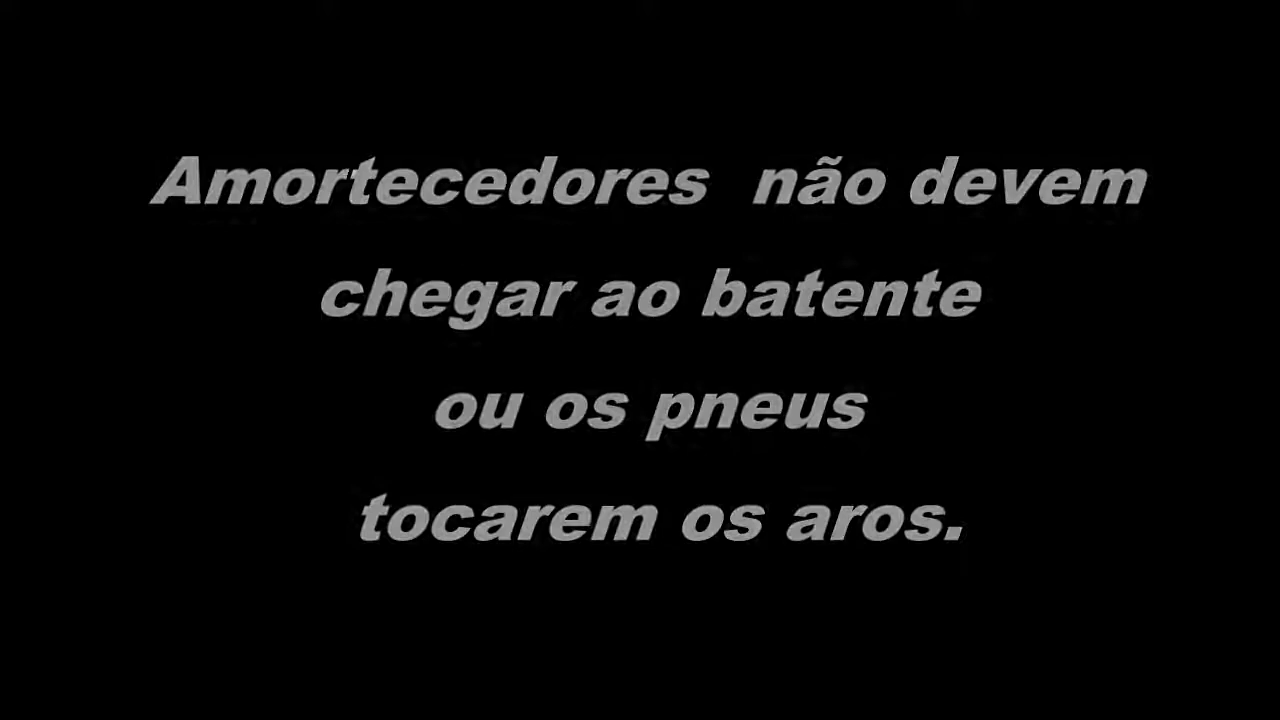 Amortecedores não devem
chegar ao batente
ou os pneus
tocarem os aros.